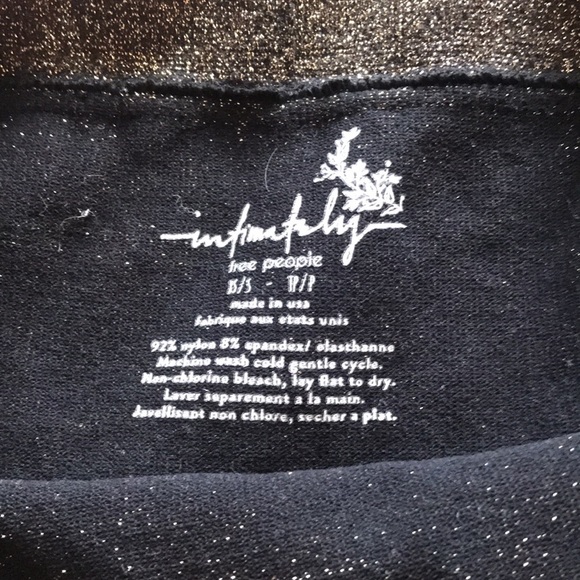 intimately
free people
XS/S - TP/P
made in usa
fabrique aux etats unis
92% nylon 8% spandex/ elasthanne
Machine wash cold gentle cycle.
Non-chlorine bleach, lay flat to dry.
Laver separement a la main.
Javellisant non chlore, secher a plat.